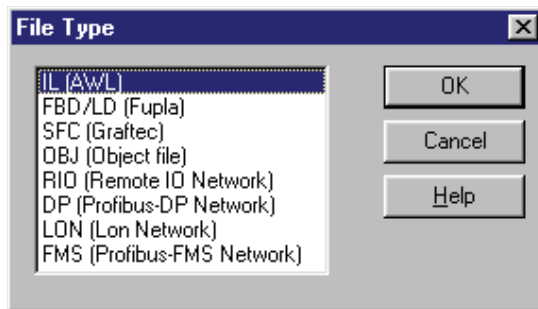 File Type
IL (AWL)
FBD/LD (Fupla)
SFC (Graftec)
OBJ (Object file)
RIO (Remote IO Network)
DP (Profibus-DP Network)
LON (Lon Network)
FMS (Profibus-FMS Network)
OK
Cancel
Help